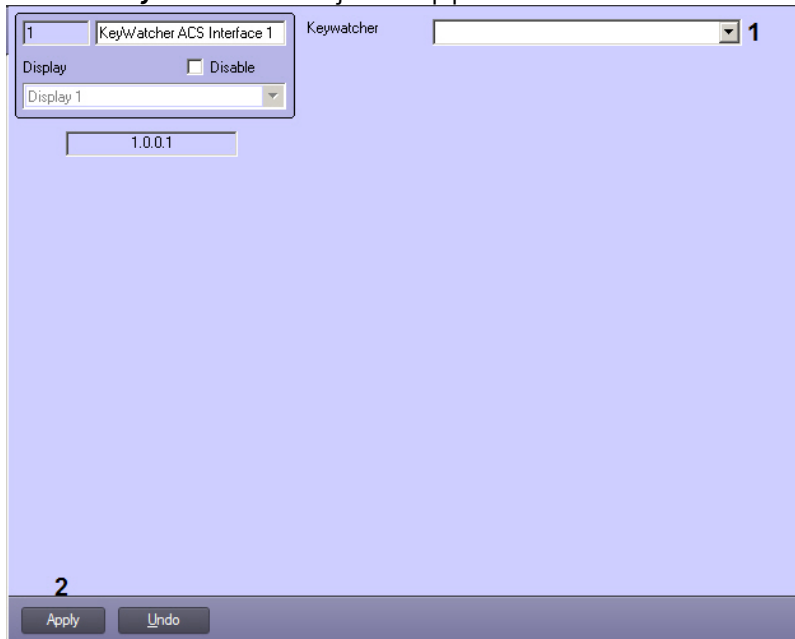 1 KeyWatcher ACS Interface 1 Keywatcher 1
Display Disable
Display 1
1.0.0.1
2
Apply Undo